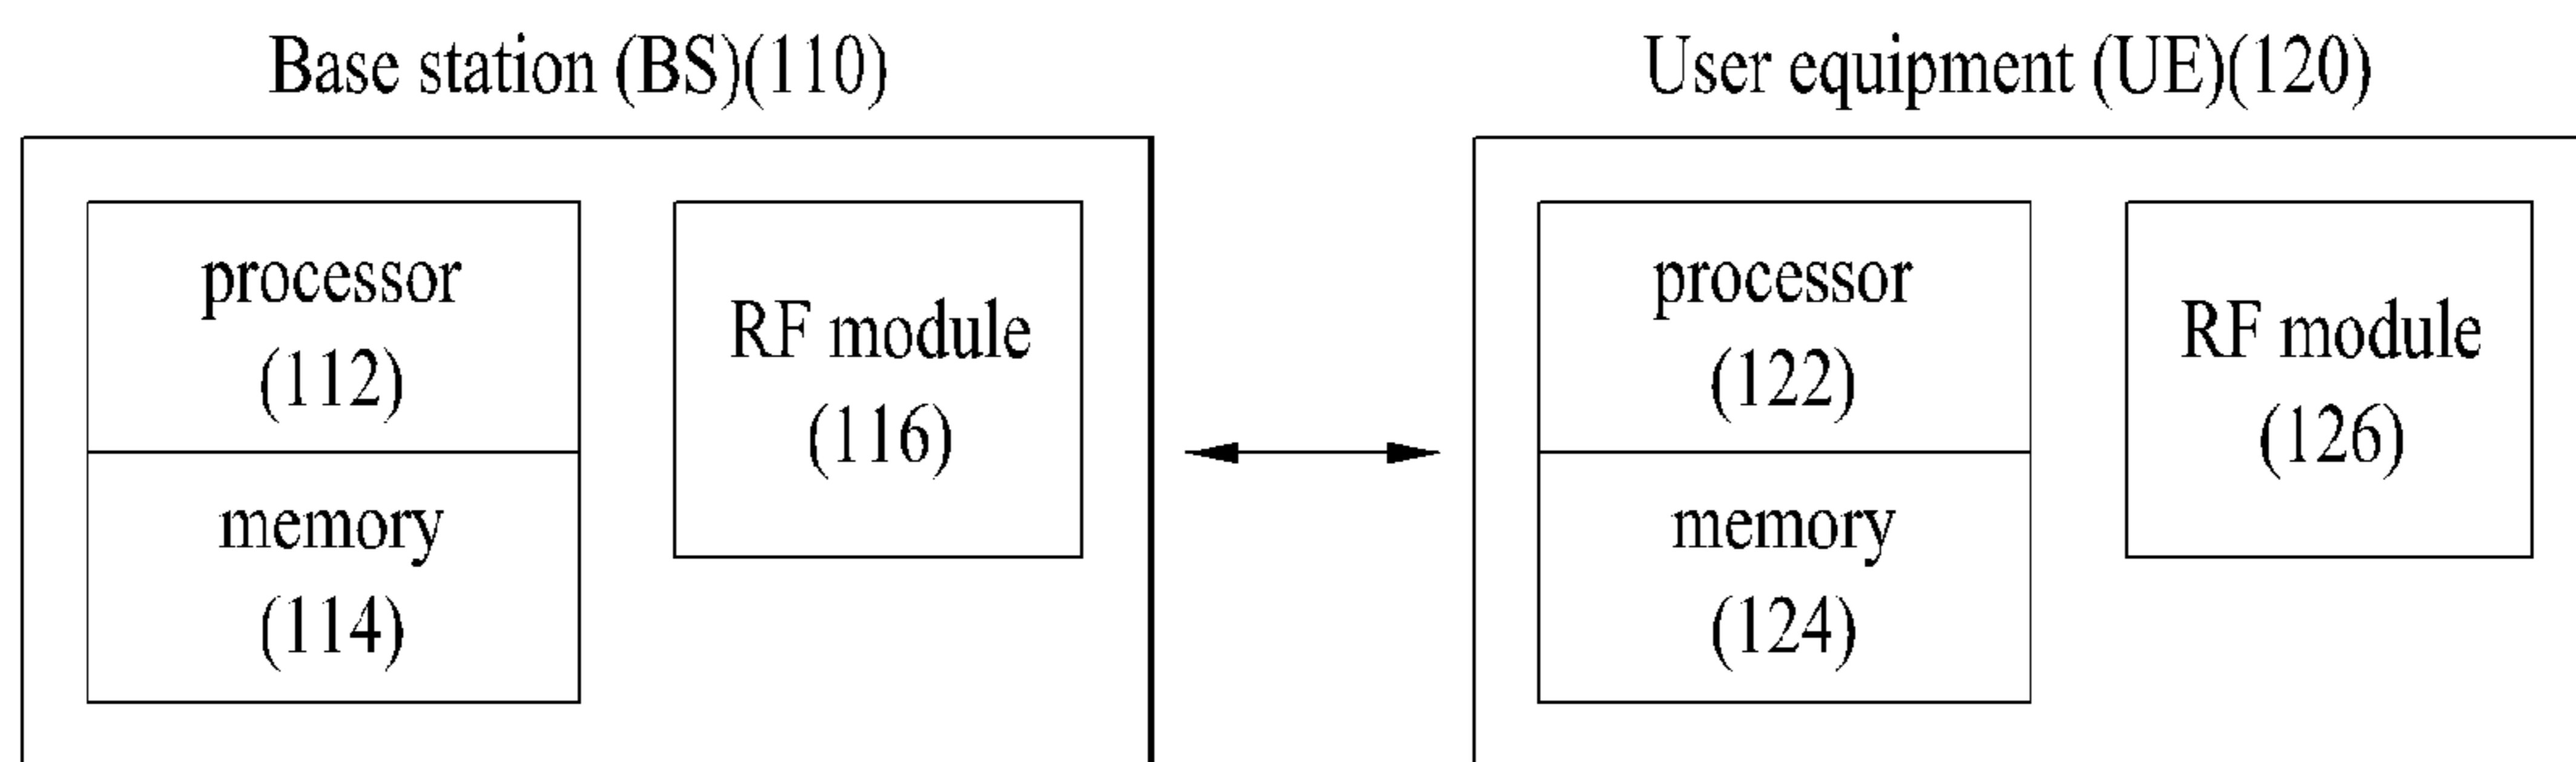 Base station (BS)(110)
processor
(112)
memory
(114)
RF module
(116)
User equipment (UE)(120)
processor
(122)
memory
(124)
RF module
(126)